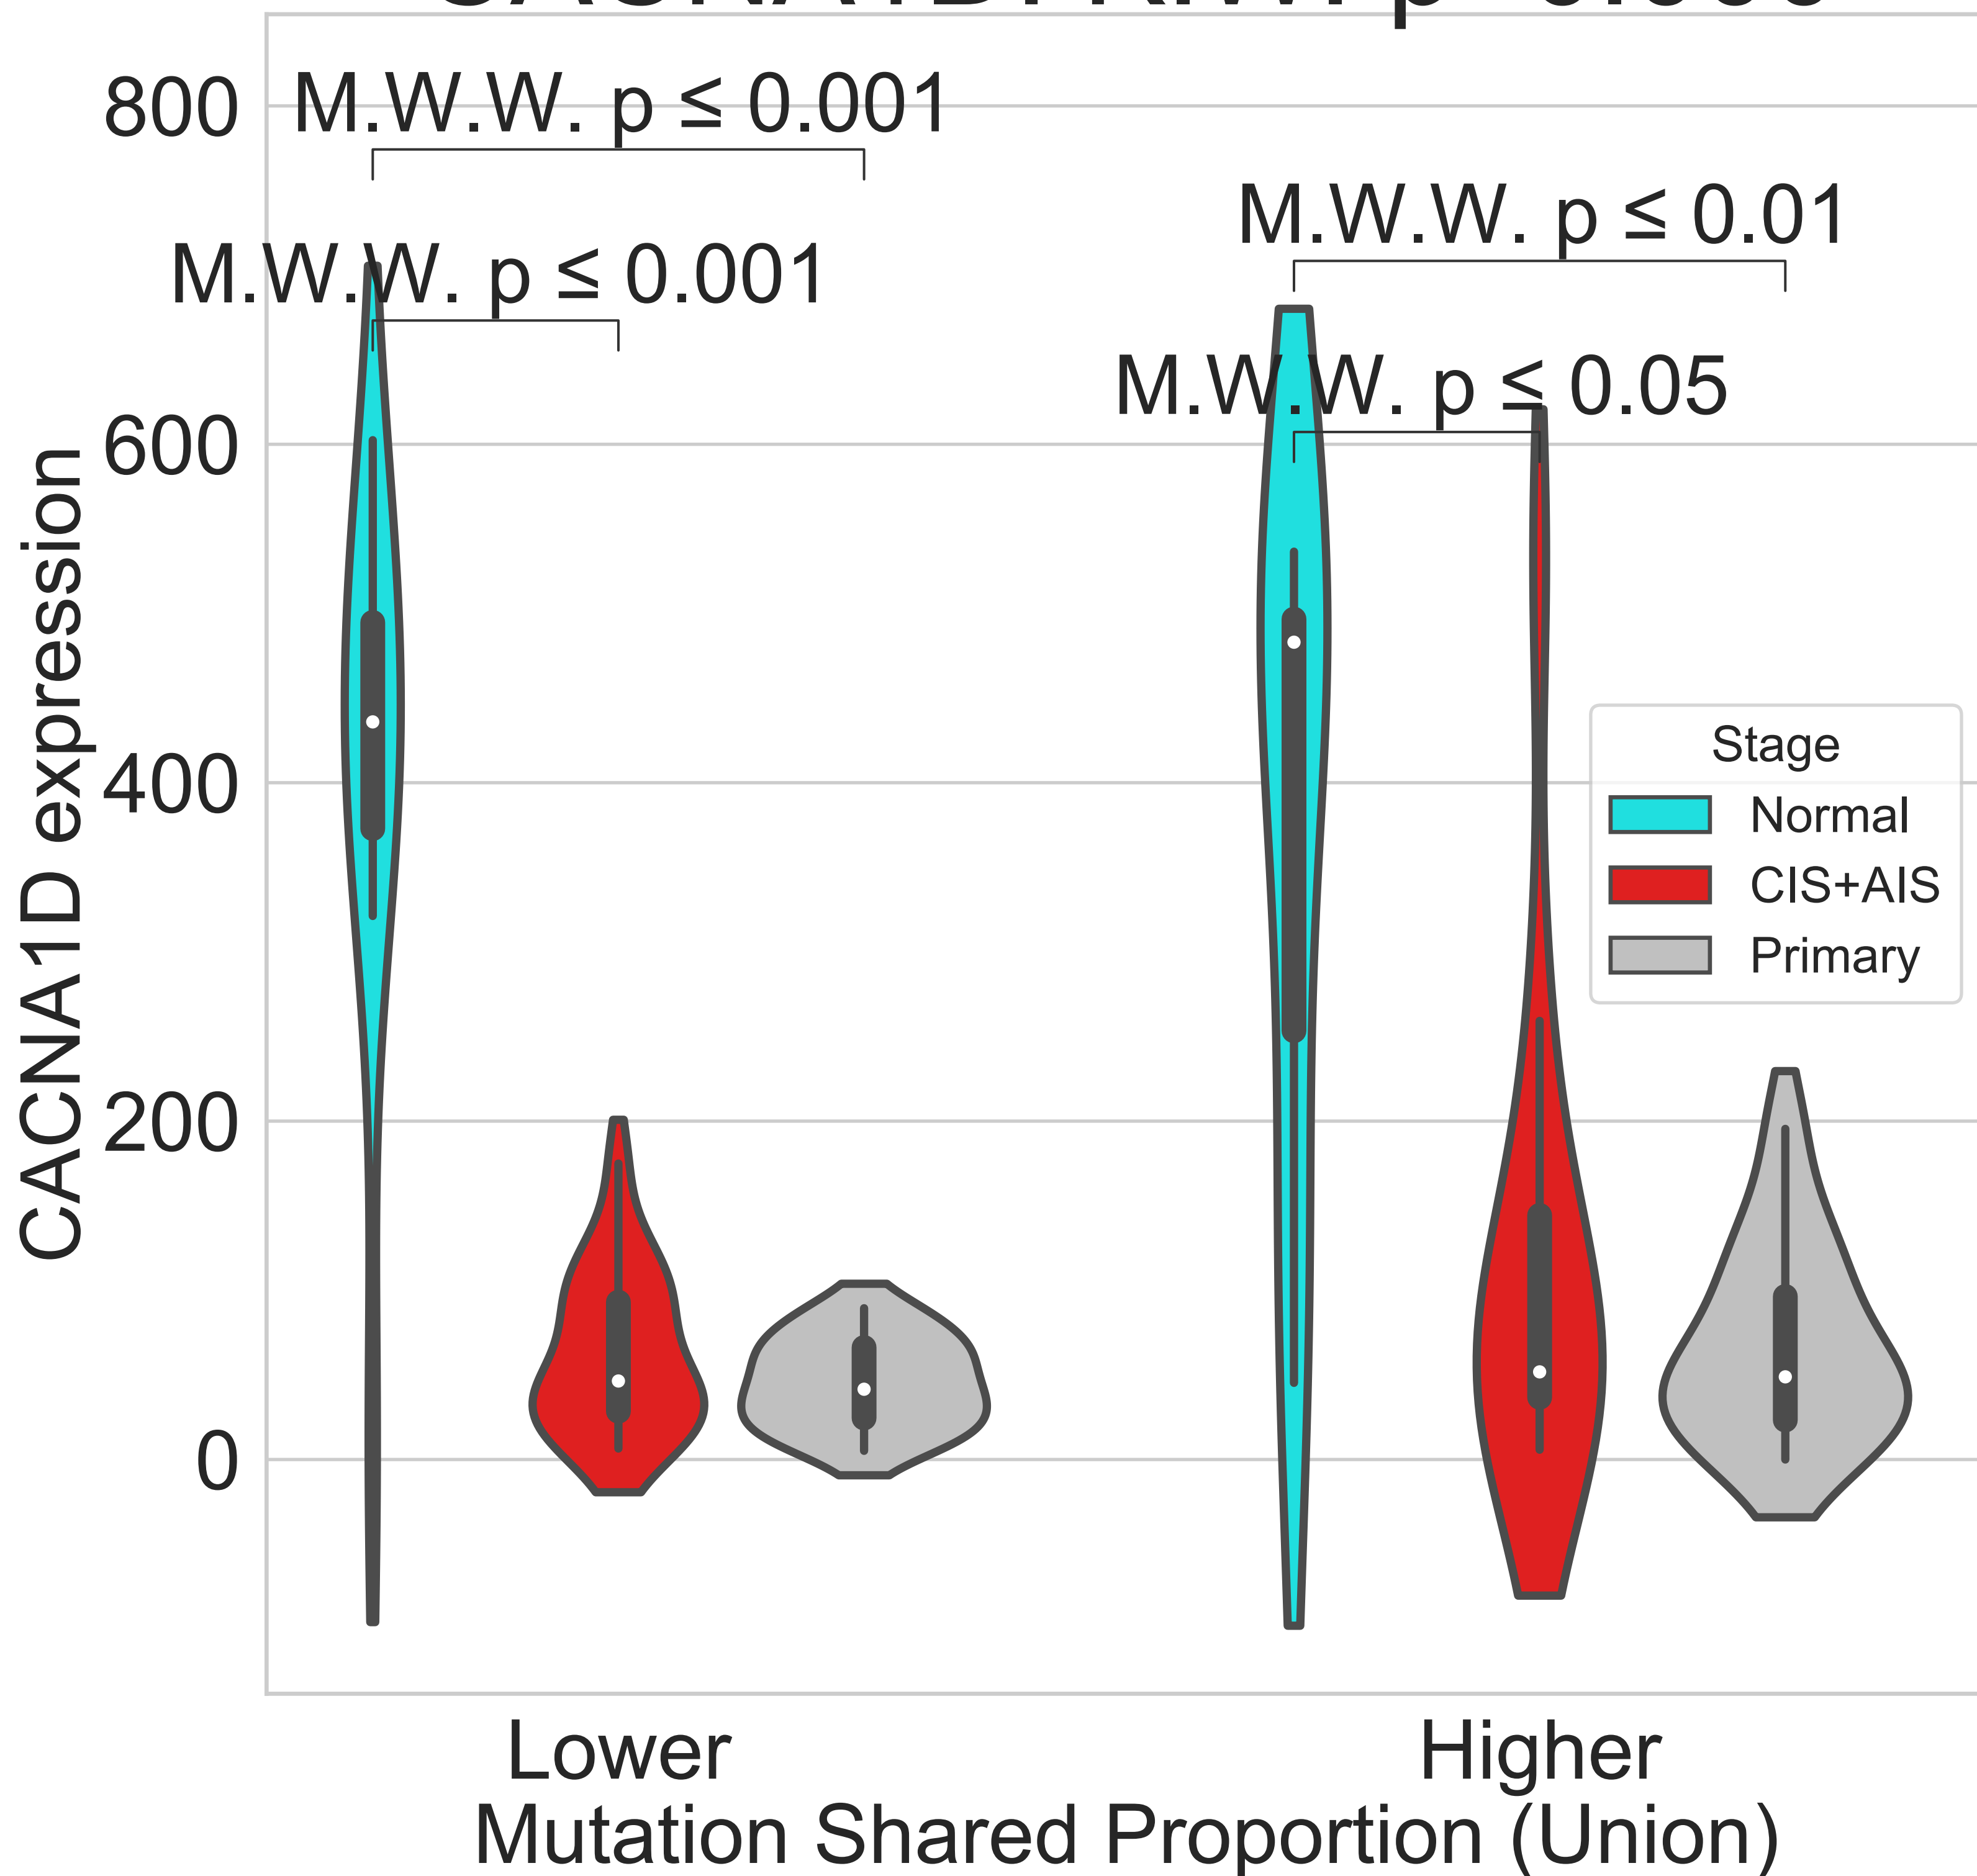 800
M.W.W. p ≤ 0.001
M.W.W. p ≤ 0.01
M.W.W. p ≤ 0.001
M.W.W. p ≤ 0.05
600
400
200
0
CACNA1D expression
Stage
Normal
CIS+AIS
Primary
Lower
Higher
Mutation Shared Proportion (Union)